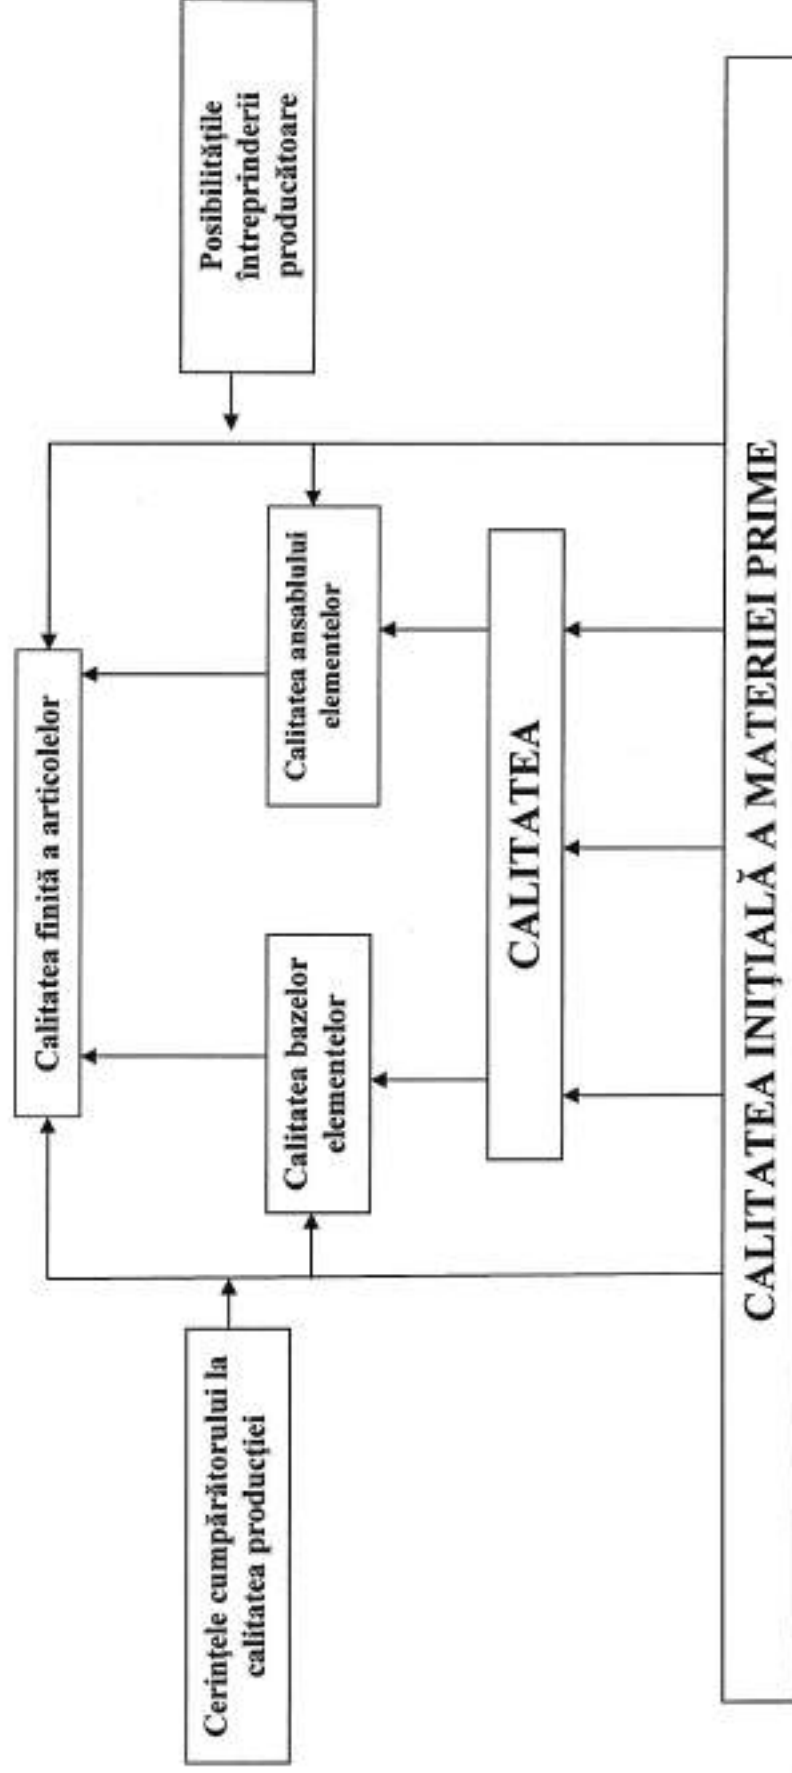 Calitatea finită a articolelor
Cerințele cumpărătorului la
calitatea producției
Posibilitățile
întreprinderii
producătoare
Calitatea bazelor
elementelor
Calitatea ansablului
elementelor
CALITATEA
CALITATEA INIȚIALĂ A MATERIEI PRIME